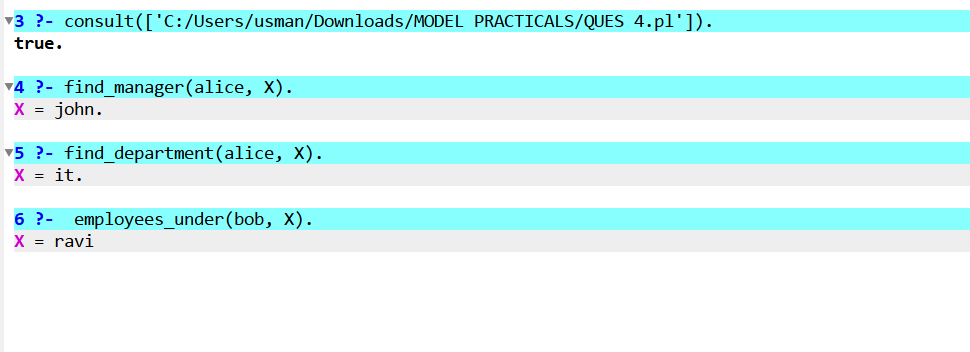 3 ?- consult(['C:/Users/usman/Downloads/MODEL PRACTICALS/QUES 4.pl']).
true.
4 ?- find_manager(alice, X).
X = john.
5 ?- find_department(alice, X).
X = it.
6 ?-  employees_under(bob, X).
X = ravi